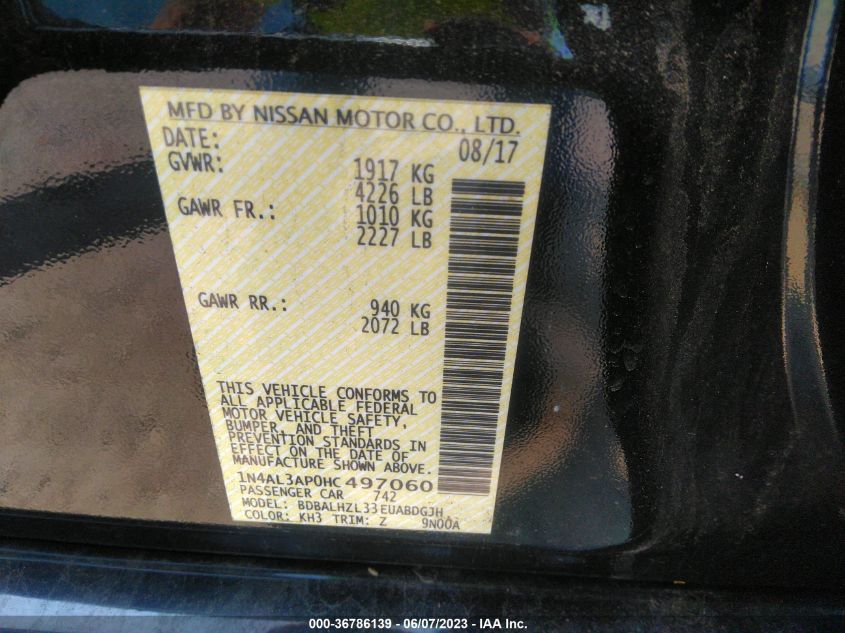 MFD BY NISSAN MOTOR CO., LTD.
DATE: 08/17
GVWR: 1917 KG
4226 LB
GAWR FR.: 1010 KG
2227 LB
GAWR RR.: 940 KG
2072 LB
THIS VEHICLE CONFORMS TO
ALL APPLICABLE FEDERAL
MOTOR VEHICLE SAFETY,
BUMPER, AND THEFT
PREVENTION STANDARDS IN
EFFECT ON THE DATE OF
MANUFACTURE SHOWN ABOVE.
1N4AL3AP0HC497060
PASSENGER CAR 742
MODEL: BDBALHZL33EUABDGJH
COLOR: KH3 TRIM: Z 9N00A
000-36786139 - 06/07/2023 - © IAA Inc.